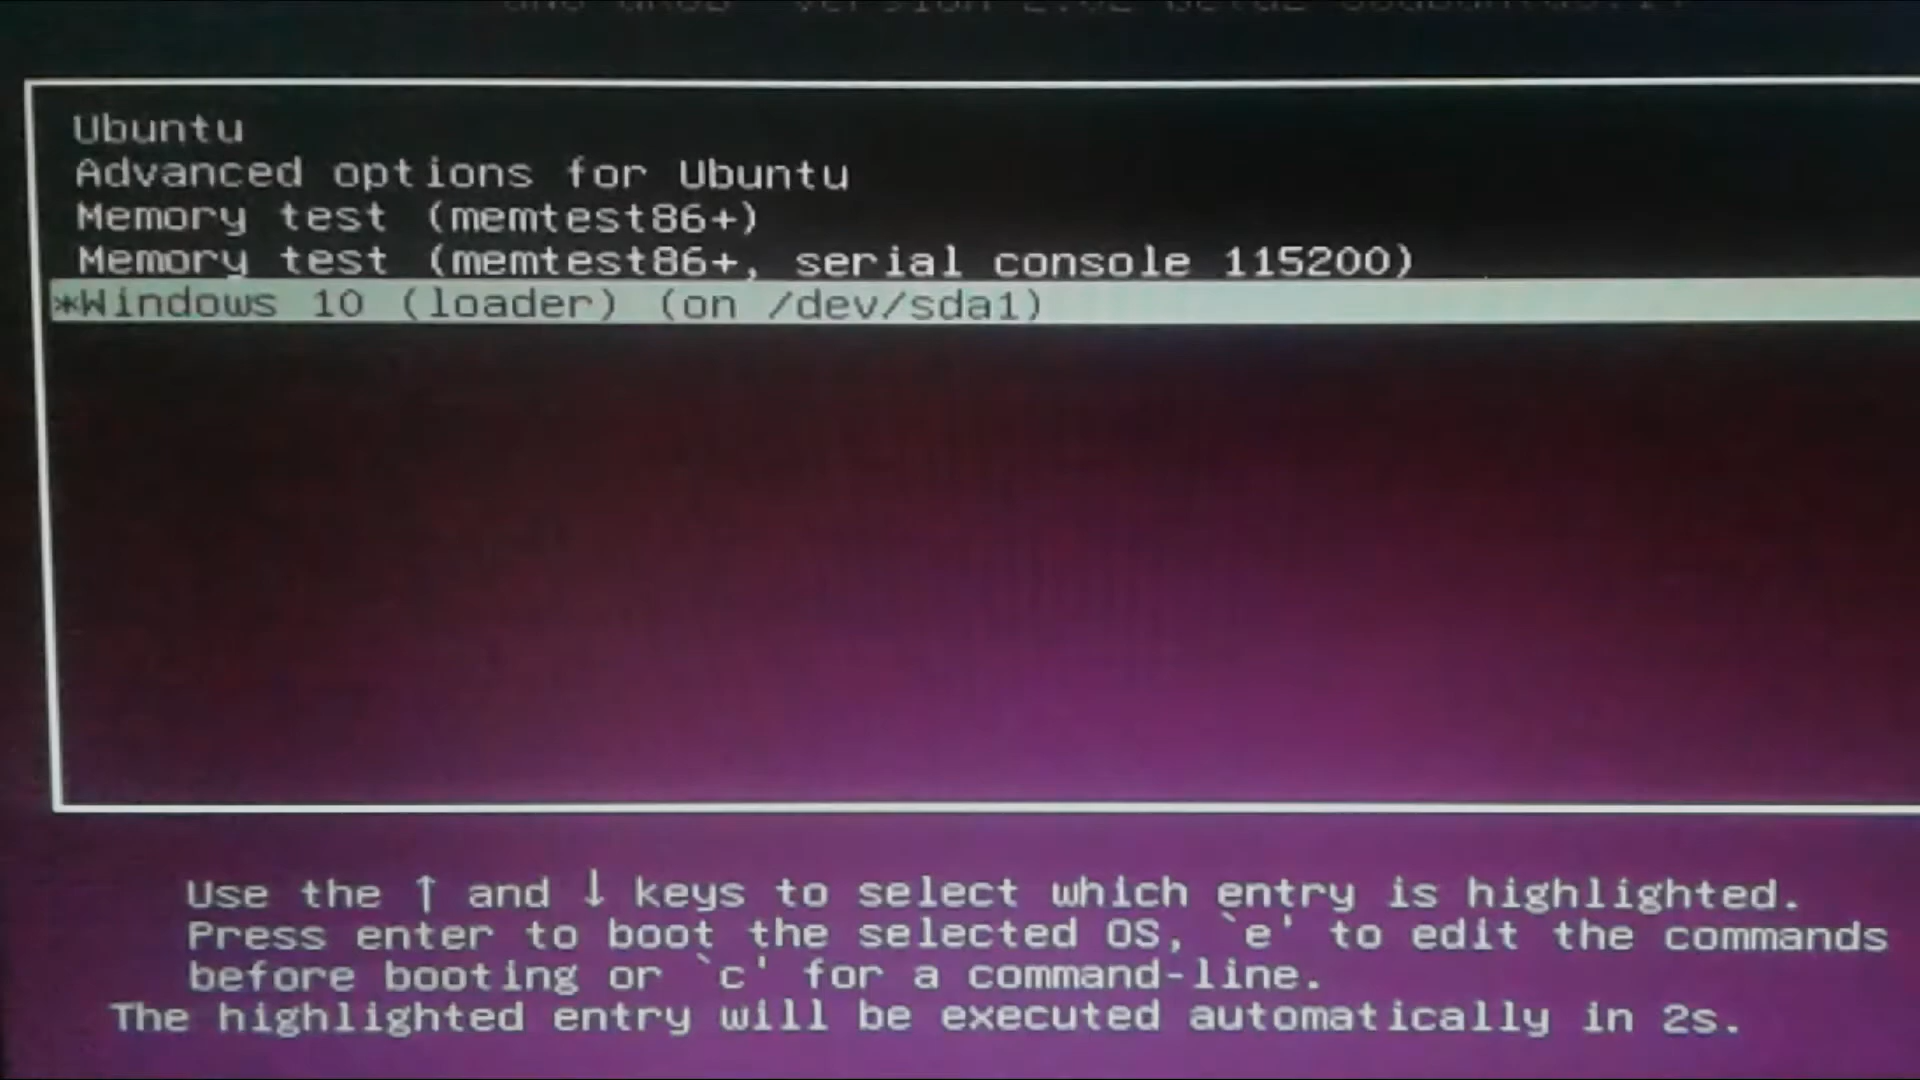 version
Ubuntu
Advanced options for Ubuntu
Memory test (memtest86+)
Memory test (memtest86+, serial console 115200)
*Windows 10 (loader) (on /dev/sda1)
Use the ↑ and ↓ keys to select which entry is highlighted.
Press enter to boot the selected OS, `e' to edit the commands
before booting or `c' for a command-line.
The highlighted entry will be executed automatically in 2s.